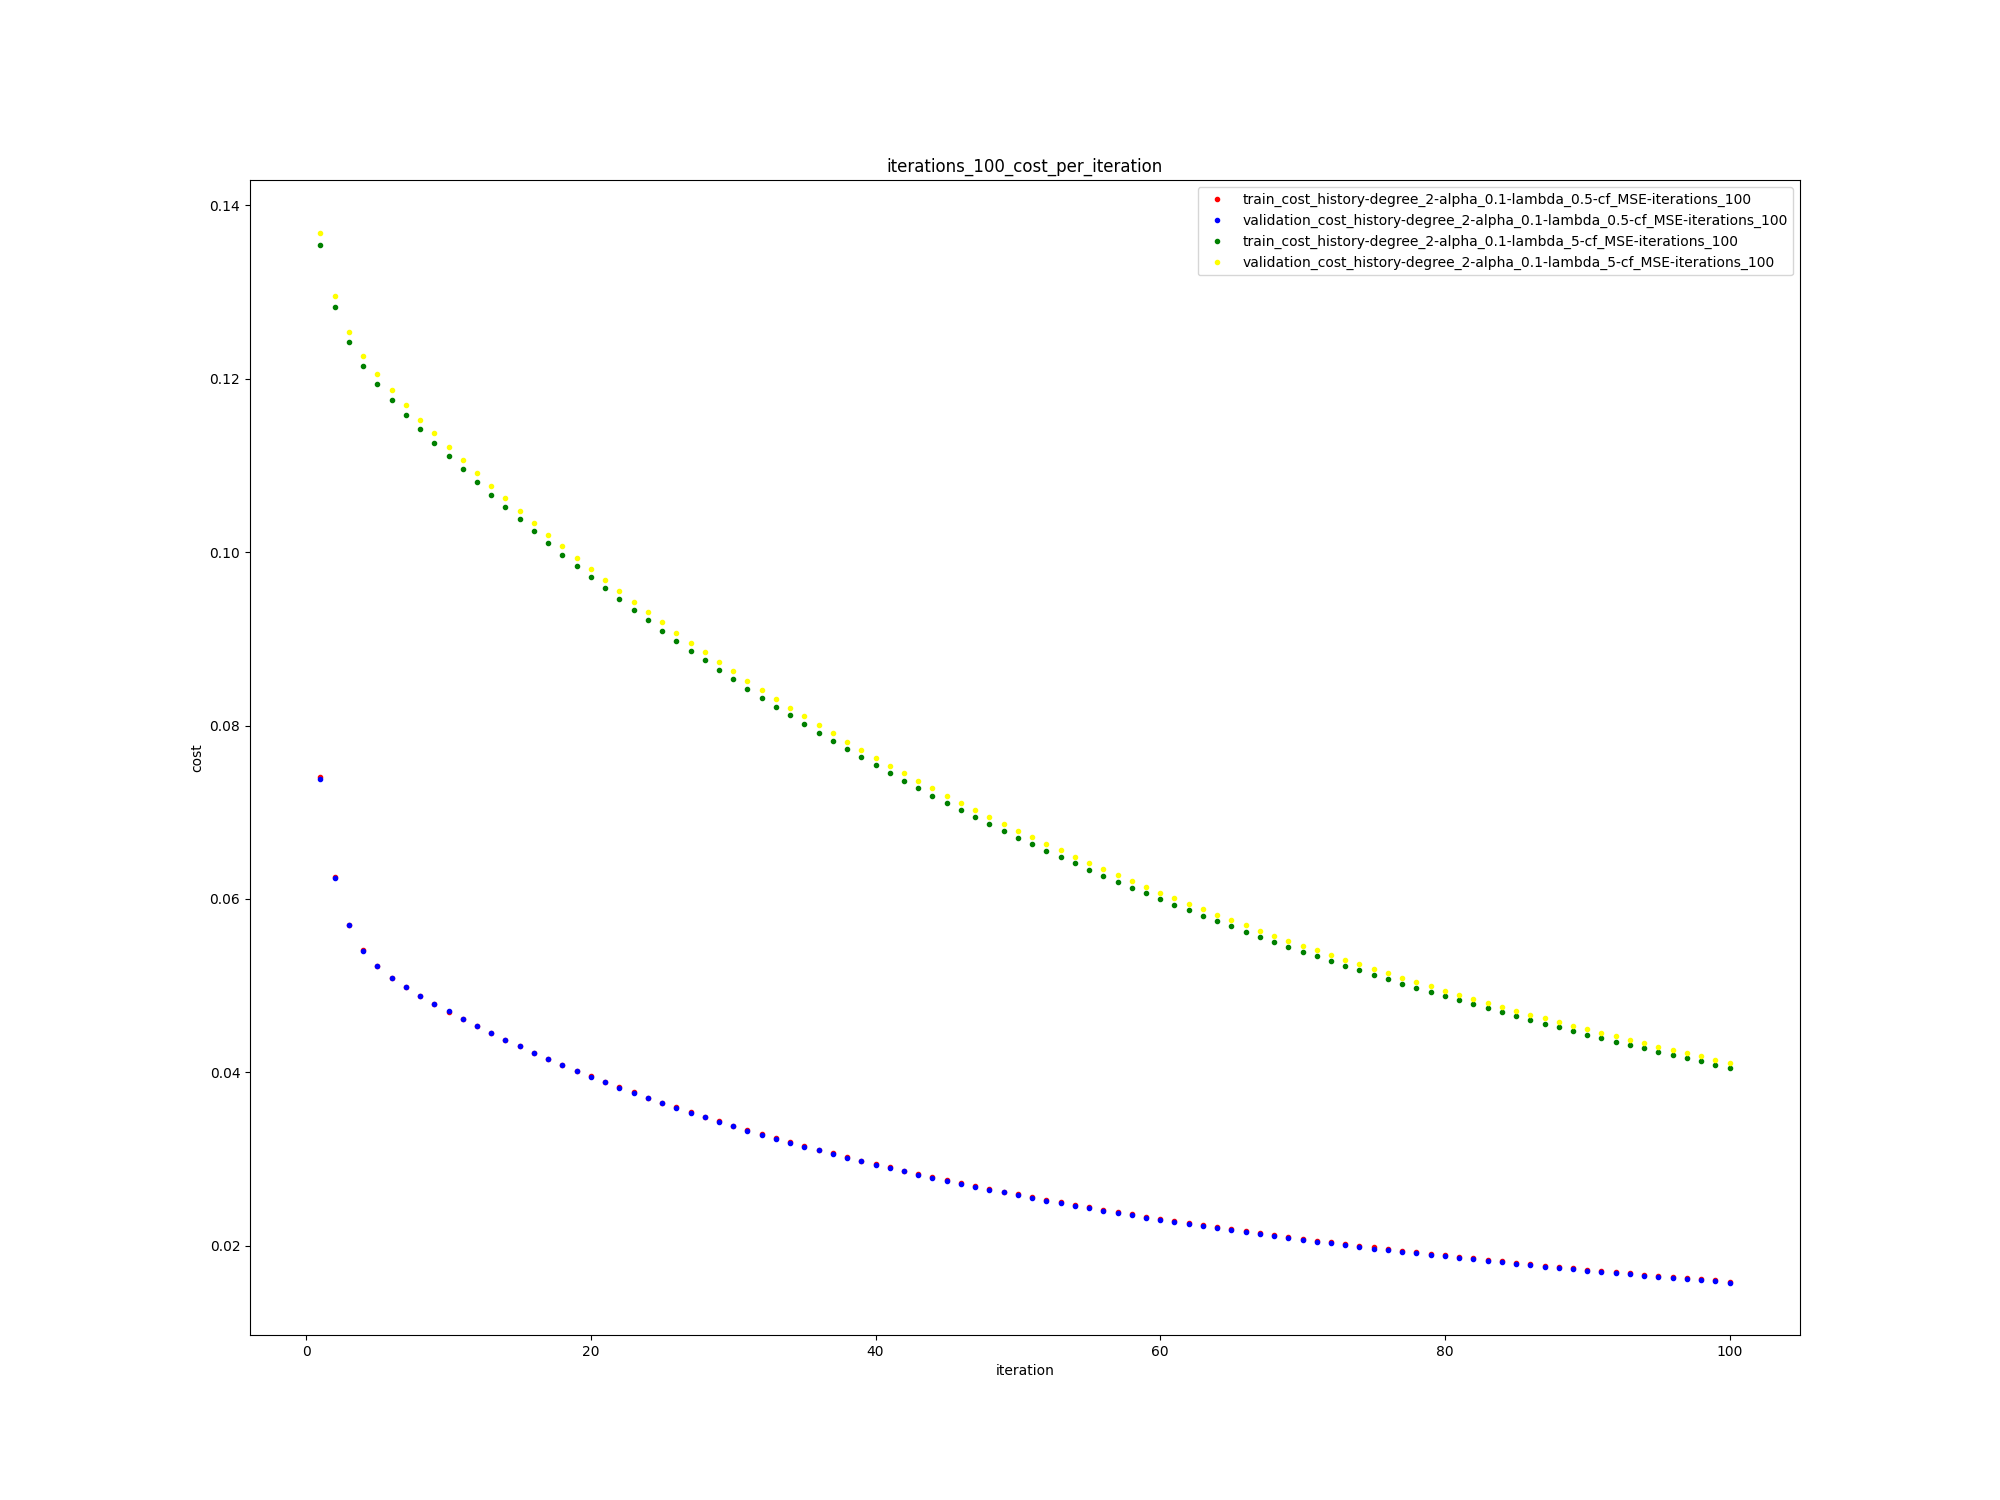 iterations_100_cost_per_iteration
train_cost_history-degree_2-alpha_0.1-lambda_0.5-cf_MSE-iterations_100
validation_cost_history-degree_2-alpha_0.1-lambda_0.5-cf_MSE-iterations_100
train_cost_history-degree_2-alpha_0.1-lambda_5-cf_MSE-iterations_100
validation_cost_history-degree_2-alpha_0.1-lambda_5-cf_MSE-iterations_100
0.14
0.12
0.10
0.08
0.06
0.04
0.02
cost
0 20 40 60 80 100
iteration